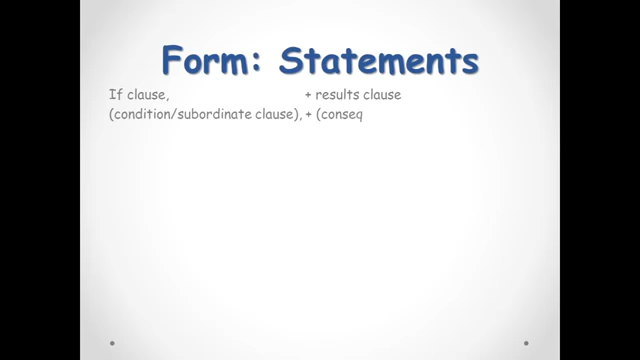 Form: Statements
If clause, + results clause
(condition/subordinate clause), + (conseq